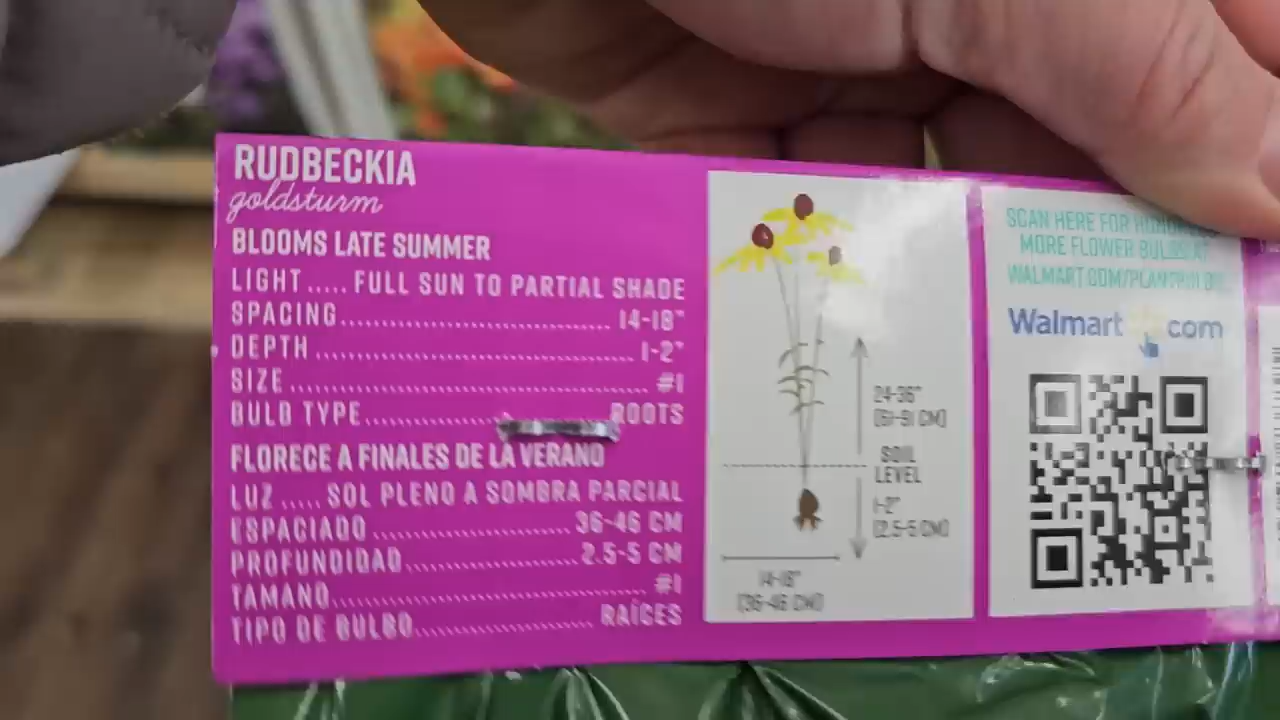 RUDBECKIA
goldsturm
BLOOMS LATE SUMMER
LIGHT ..... FULL SUN TO PARTIAL SHADE
SPACING................................ 14-18"
DEPTH ...................................... 1-2"
SIZE ............................................ #1
BULB TYPE........................ ROOTS
FLORECE A FINALES DE LA VERANO
LUZ ..... SOL PLENO A SOMBRA PARCIAL
ESPACIADO ......................... 36-46 CM
PROFUNDIDAD..................... 2.5-5 CM
TAMANO...................................... #1
TIPO DE BULBO...................... RAÍCES
24-36"
(61-91 CM)
SOIL
LEVEL
1-2"
(2.5-5 CM)
14-18"
(36-46 CM)
SCAN HERE FOR
MORE FLOWER BULBS AT
Walmart com